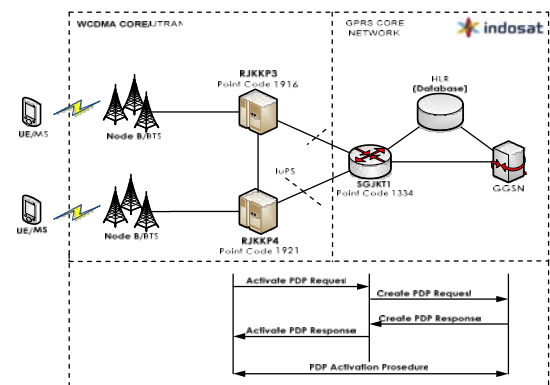 WCDMA CORE/UTRAN
GPRS CORE
NETWORK
indosat
RJKKP3
Point Code 1916
HLR
(Database)
UE/MS
Node B/BTS
IuPS
SGJKT1
Point Code 1334
GGSN
UE/MS
Node B/BTS
RJKKP4
Point Code 1921
Activate PDP Request
Create PDP Request
Create PDP Response
Activate PDP Response
PDP Activation Prosedure